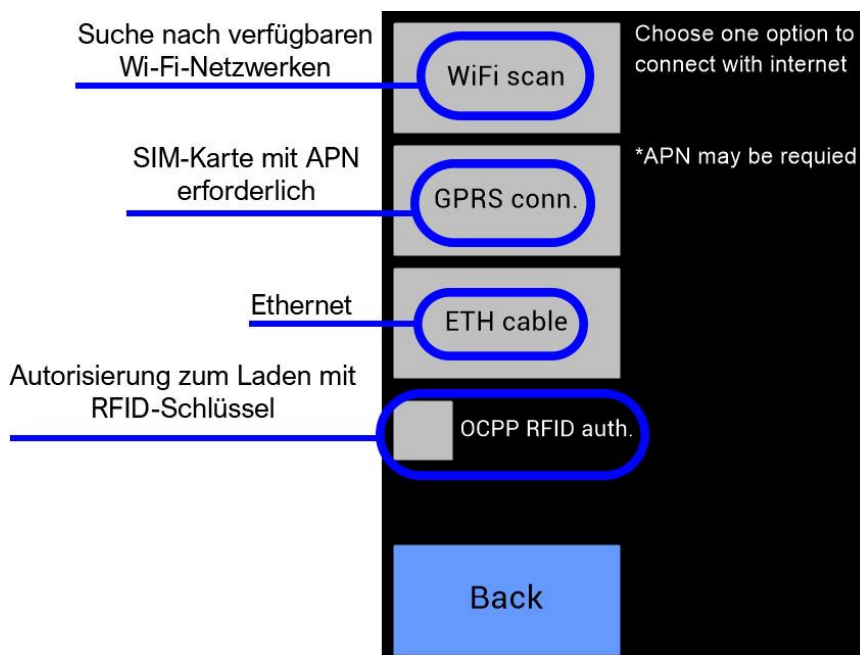 Suche nach verfügbaren
Wi-Fi-Netzwerken
WiFi scan
Choose one option to
connect with internet
SIM-Karte mit APN
erforderlich
GPRS conn.
*APN may be requied
Ethernet
ETH cable
Autorisierung zum Laden mit
RFID-Schlüssel
OCPP RFID auth.
Back